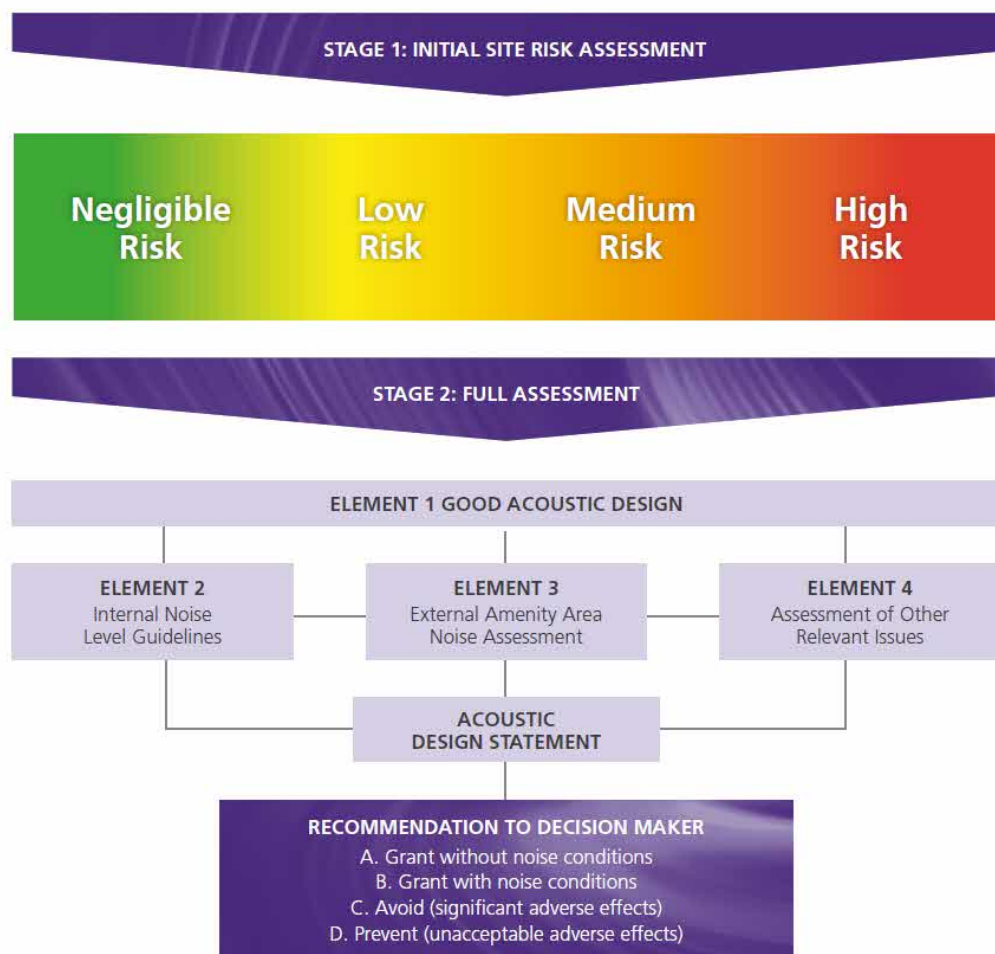 STAGE 1: INITIAL SITE RISK ASSESSMENT
Negligible
Risk
Low
Risk
Medium
Risk
High
Risk
STAGE 2: FULL ASSESSMENT
ELEMENT 1 GOOD ACOUSTIC DESIGN
ELEMENT 2
Internal Noise
Level Guidelines
ELEMENT 3
External Amenity Area
Noise Assessment
ELEMENT 4
Assessment of Other
Relevant Issues
ACOUSTIC
DESIGN STATEMENT
RECOMMENDATION TO DECISION MAKER
A. Grant without noise conditions
B. Grant with noise conditions
C. Avoid (significant adverse effects)
D. Prevent (unacceptable adverse effects)